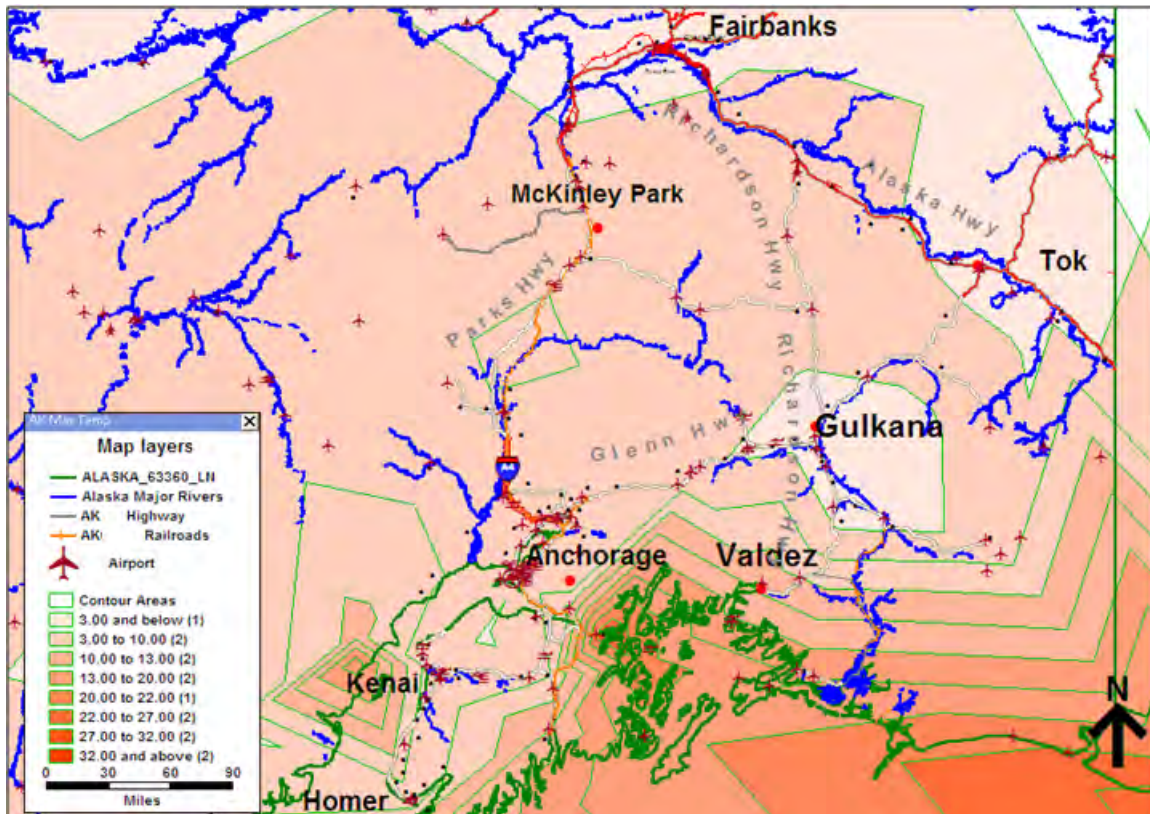 Fairbanks
Richardson Hwy
Alaska Hwy
McKinley Park
Tok
Parks Hwy
Richardson Hwy
Gulkana
Glenn Hwy
Anchorage
Valdez
Kenai
Homer
N
AK Min Temp
Map layers
ALASKA_63360_LN
Alaska Major Rivers
AK Highway
AK Railroads
Airport
Contour Areas
3.00 and below (1)
3.00 to 10.00 (2)
10.00 to 13.00 (2)
13.00 to 20.00 (2)
20.00 to 22.00 (1)
22.00 to 27.00 (2)
27.00 to 32.00 (2)
32.00 and above (2)
0 30 60 90
Miles